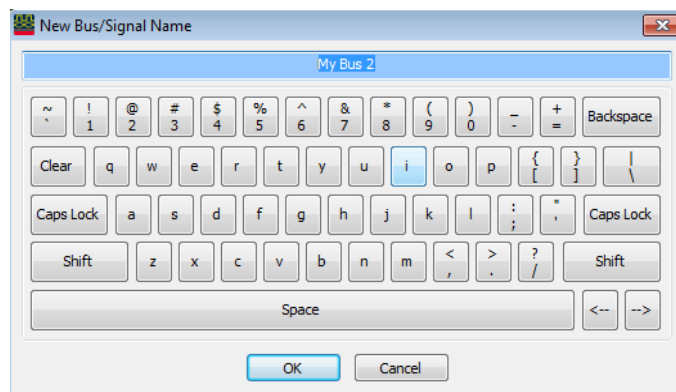 New Bus/Signal Name
My Bus 2
~ ! @ # $ % ^ & * ( ) _ +
` 1 2 3 4 5 6 7 8 9 0 - = Backspace
Clear q w e r t y u i o p { } |
[ ] \
Caps Lock a s d f g h j k l : " Caps Lock
; '
Shift z x c v b n m < > ? Shift
, . /
Space <-- -->
OK Cancel